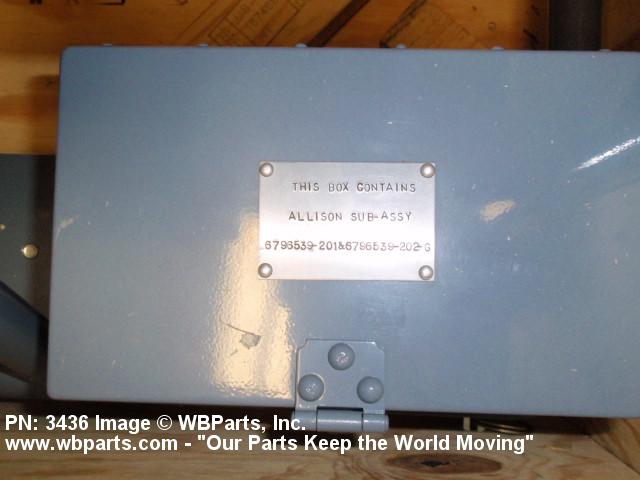 THIS BOX CONTAINS
ALLISON SUB-ASSY
6796539-201&6796539-202-G
PN: 3436 Image © WBParts, Inc.
www.wbparts.com - "Our Parts Keep the World Moving"